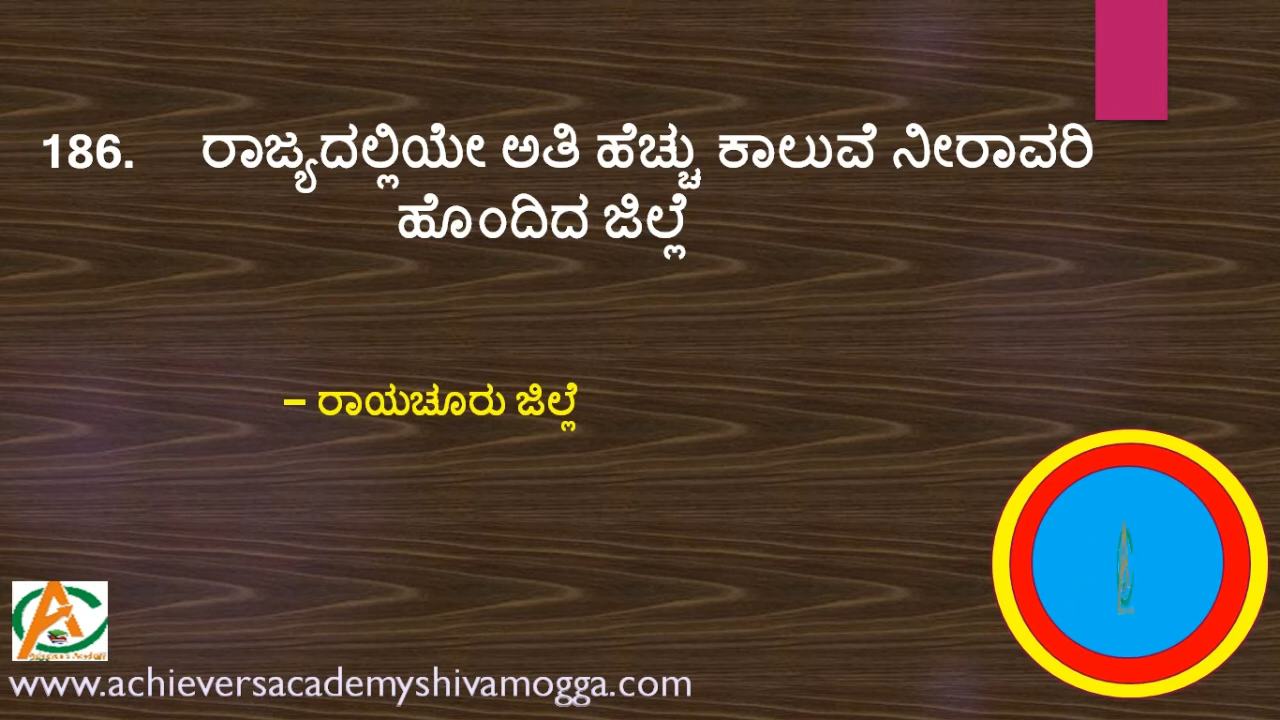 186. ರಾಜ್ಯದಲ್ಲಿಯೇ ಅತಿ ಹೆಚ್ಚು ಕಾಲುವೆ ನೀರಾವರಿ
ಹೊಂದಿದ ಜಿಲ್ಲೆ
– ರಾಯಚೂರು ಜಿಲ್ಲೆ
www.achieversacademyshivamogga.com